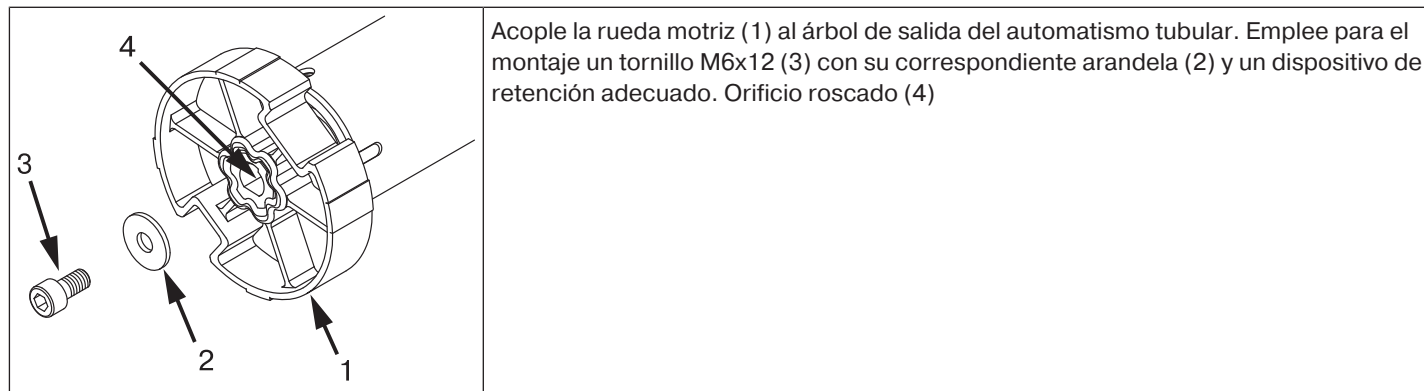 Acople la rueda motriz (1) al árbol de salida del automatismo tubular. Emplee para el
montaje un tornillo M6x12 (3) con su correspondiente arandela (2) y un dispositivo de
retención adecuado. Orificio roscado (4)
4
3
2
1